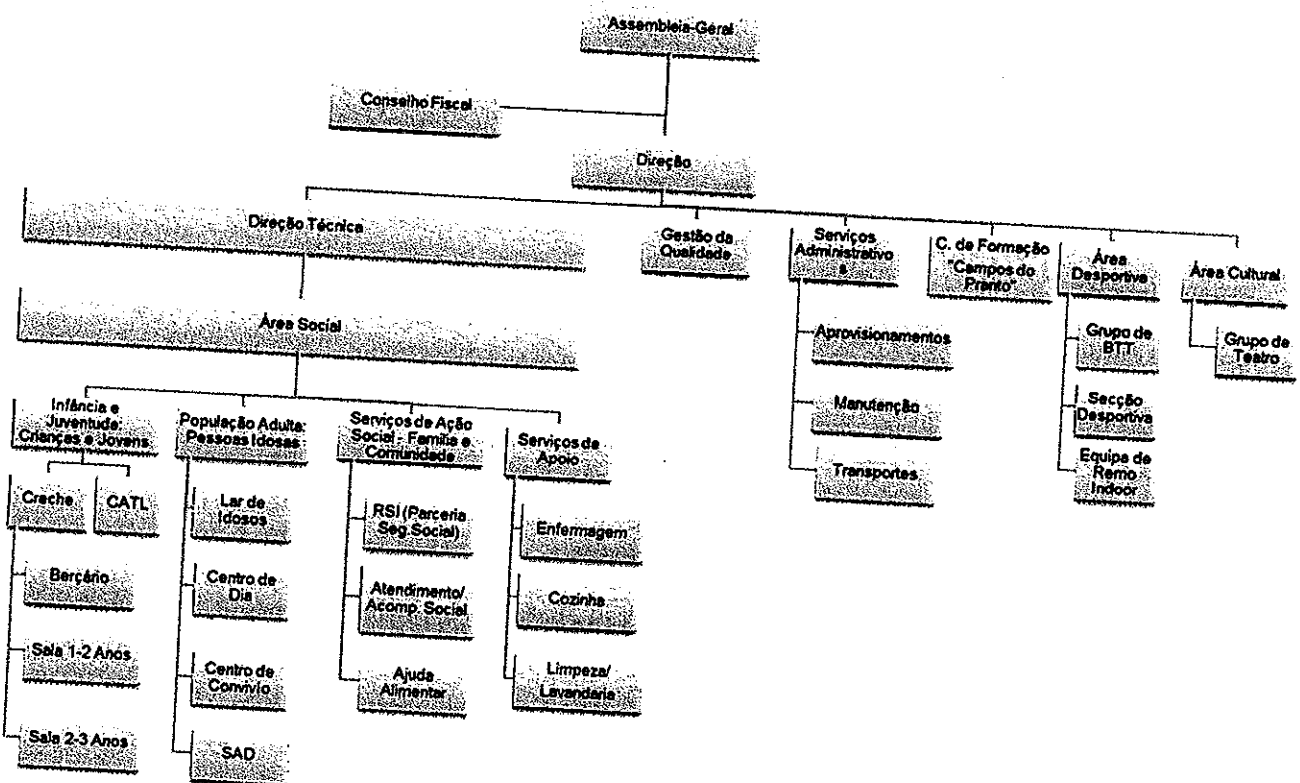 Assembleia-Geral
Conselho Fiscal
Direção
Direção Técnica
Gestão da
Qualidade
Serviços
Administrativo
s
C. de Formação
"Campos do
Pranto"
Área
Desportiva
Área Cultural
Área Social
Aprovisionamentos
Manutenção
Transportes
Grupo de
BTT
Secção
Desportiva
Equipa de
Remo
Indoor
Grupo de
Teatro
Infância e
Juventude:
Crianças e Jovens
População Adulta:
Pessoas Idosas
Serviços de Ação
Social - Família e
Comunidade
Serviços de
Apoio
Creche
CATL
Berçário
Sala 1-2 Anos
Sala 2-3 Anos
Lar de
Idosos
Centro de
Dia
Centro de
Convívio
SAD
RSI (Parceria
Seg.Social)
Atendimento/
Acomp. Social
Ajuda
Alimentar
Enfermagem
Cozinha
Limpeza/
Lavandaria